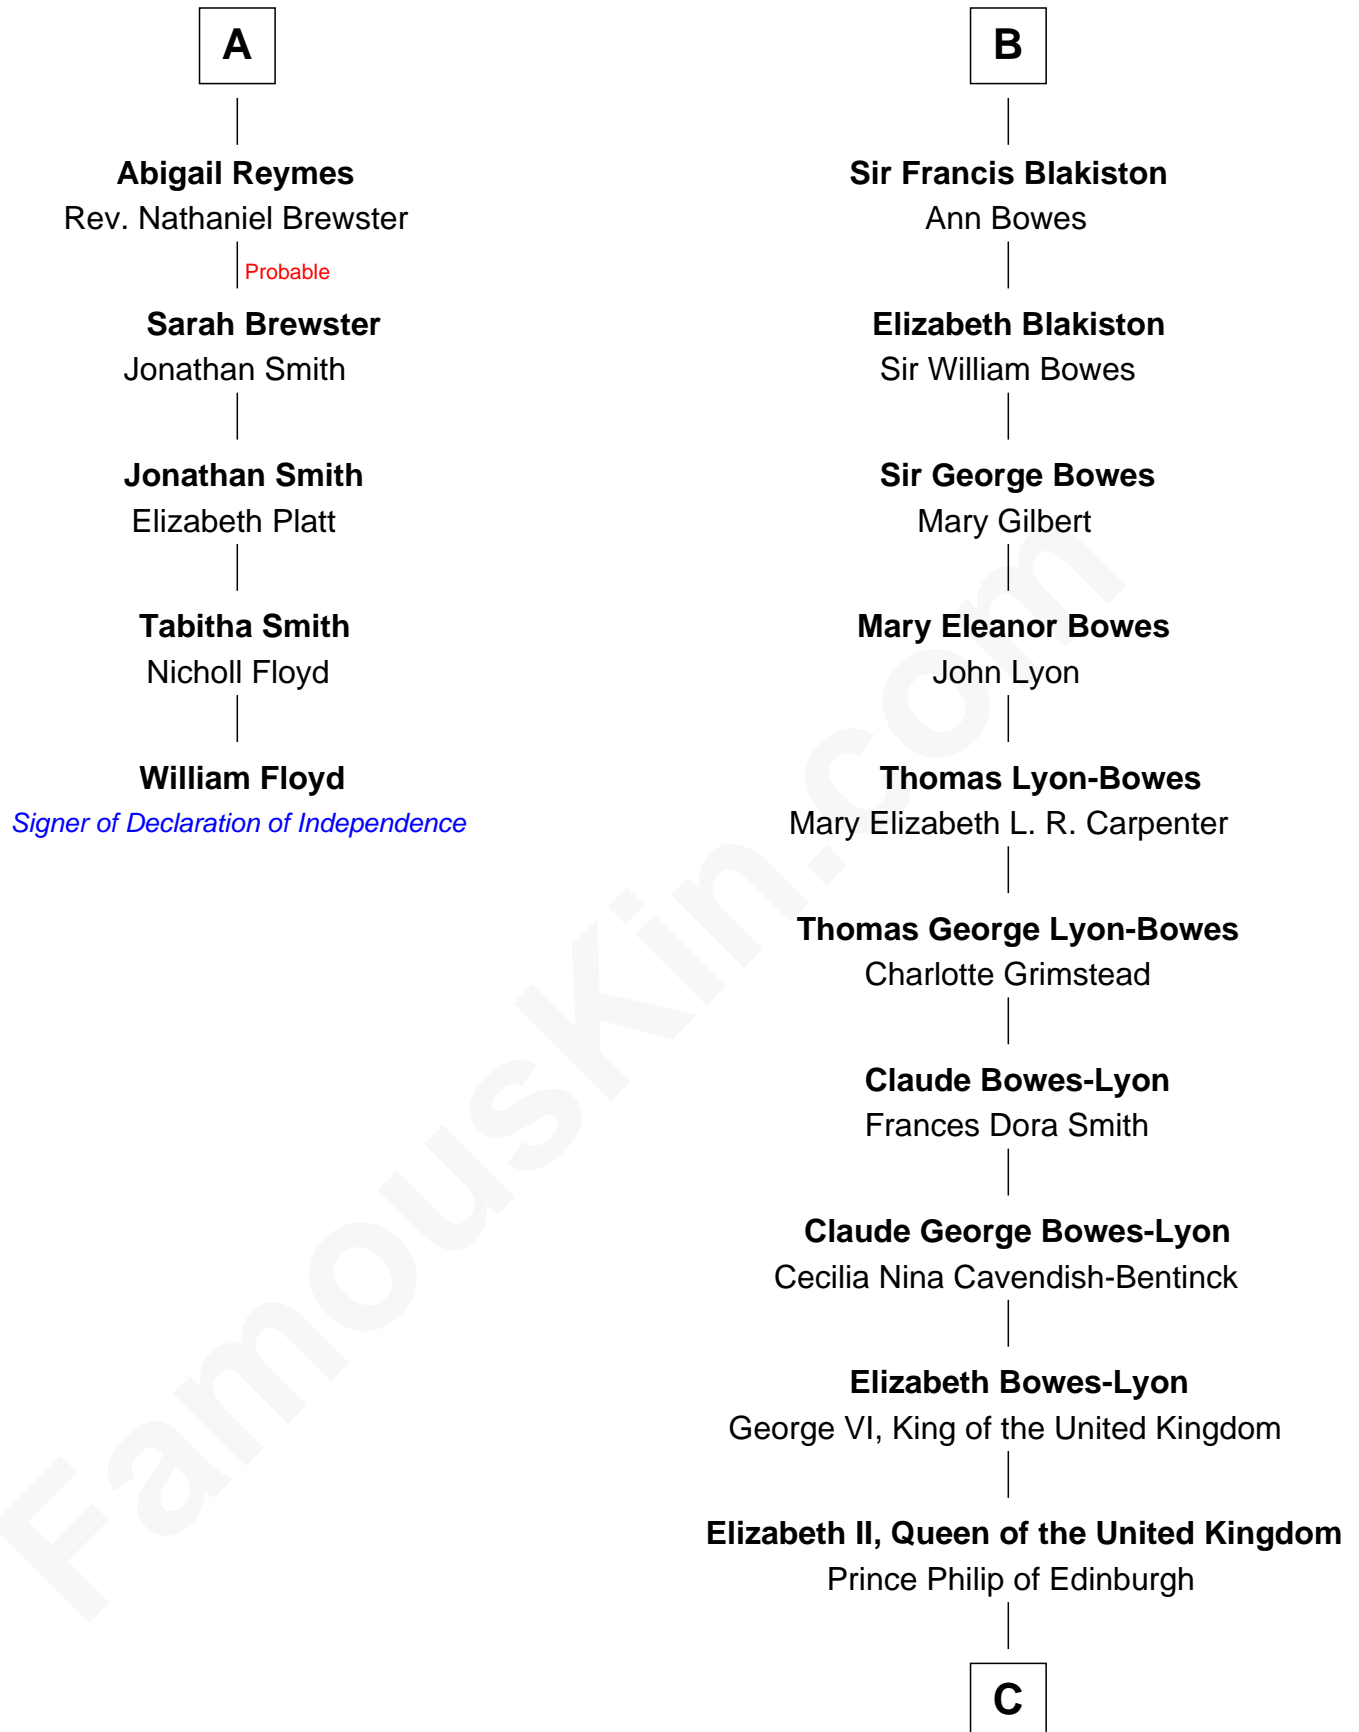 A
Abigail Reymes
Rev. Nathaniel Brewster
Probable
Sarah Brewster
Jonathan Smith
Jonathan Smith
Elizabeth Platt
Tabitha Smith
Nicholl Floyd
William Floyd
Signer of Declaration of Independence
B
Sir Francis Blakiston
Ann Bowes
Elizabeth Blakiston
Sir William Bowes
Sir George Bowes
Mary Gilbert
Mary Eleanor Bowes
John Lyon
Thomas Lyon-Bowes
Mary Elizabeth L. R. Carpenter
Thomas George Lyon-Bowes
Charlotte Grimstead
Claude Bowes-Lyon
Frances Dora Smith
Claude George Bowes-Lyon
Cecilia Nina Cavendish-Bentinck
Elizabeth Bowes-Lyon
George VI, King of the United Kingdom
Elizabeth II, Queen of the United Kingdom
Prince Philip of Edinburgh
C
FamousKin.com